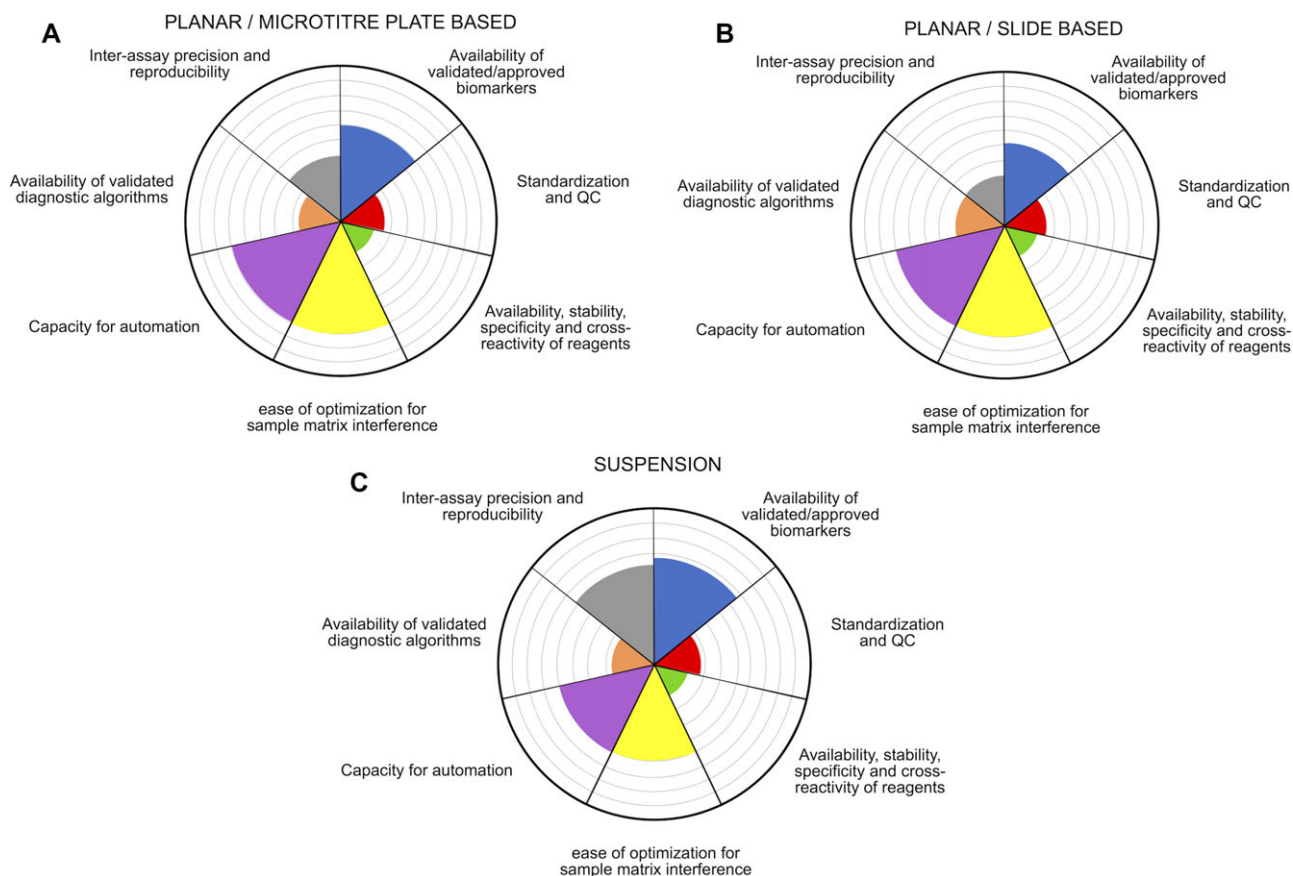 A
PLANAR / MICROTITRE PLATE BASED
Inter-assay precision and
reproducibility
Availability of
validated/approved
biomarkers
Availability of validated
diagnostic algorithms
Standardization
and QC
Capacity for automation
Availability, stability,
specificity and cross-
reactivity of reagents
ease of optimization for
sample matrix interference
B
PLANAR / SLIDE BASED
Inter-assay precision and
reproducibility
Availability of
validated/approved
biomarkers
Availability of validated
diagnostic algorithms
Standardization
and QC
Capacity for automation
Availability, stability,
specificity and cross-
reactivity of reagents
ease of optimization for
sample matrix interference
C
SUSPENSION
Inter-assay precision and
reproducibility
Availability of
validated/approved
biomarkers
Availability of validated
diagnostic algorithms
Standardization
and QC
Capacity for automation
Availability, stability,
specificity and cross-
reactivity of reagents
ease of optimization for
sample matrix interference